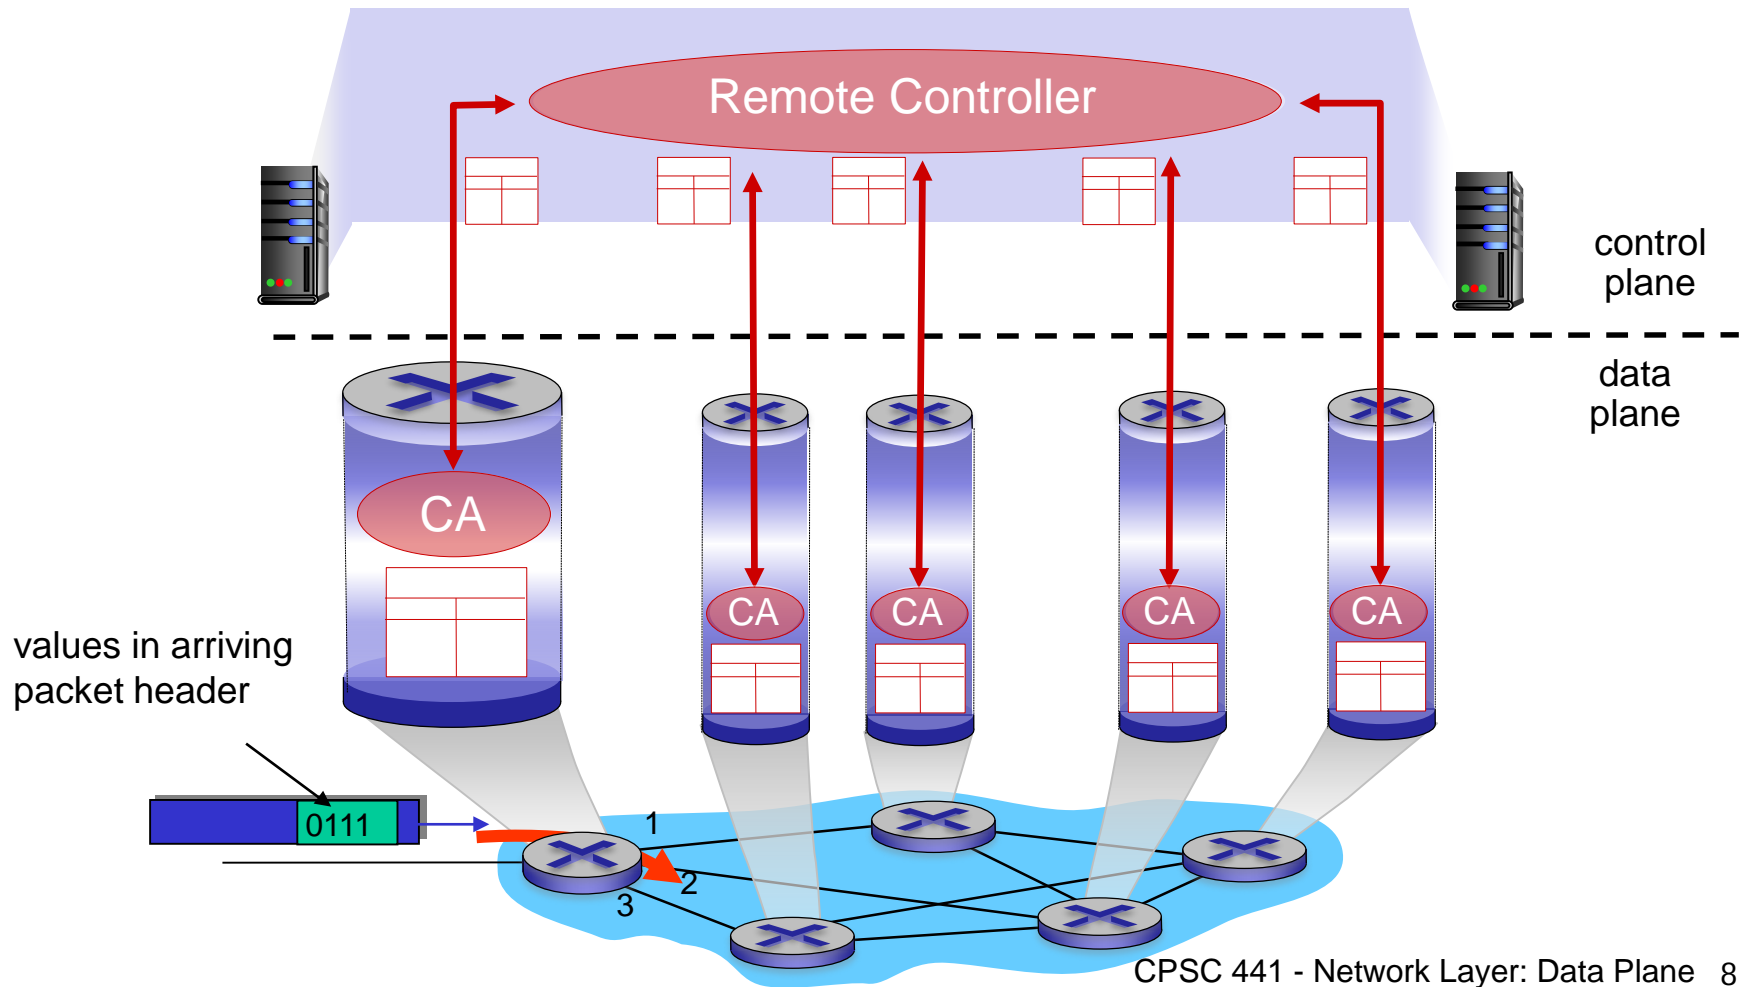 Remote Controller
control
plane
data
plane
CA
CA
CA
CA
CA
values in arriving
packet header
0111
1
2
3
CPSC 441 - Network Layer: Data Plane 8